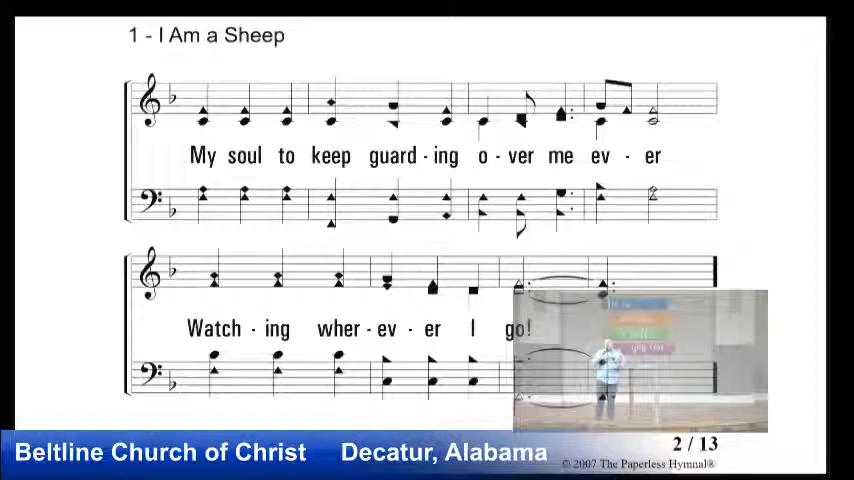 1 - I Am a Sheep
My soul to keep guard - ing o - ver me ev - er
Watch - ing wher - ev - er I go!
Beltline Church of Christ Decatur, Alabama
2 / 13
© 2007 The Paperless Hymnal®